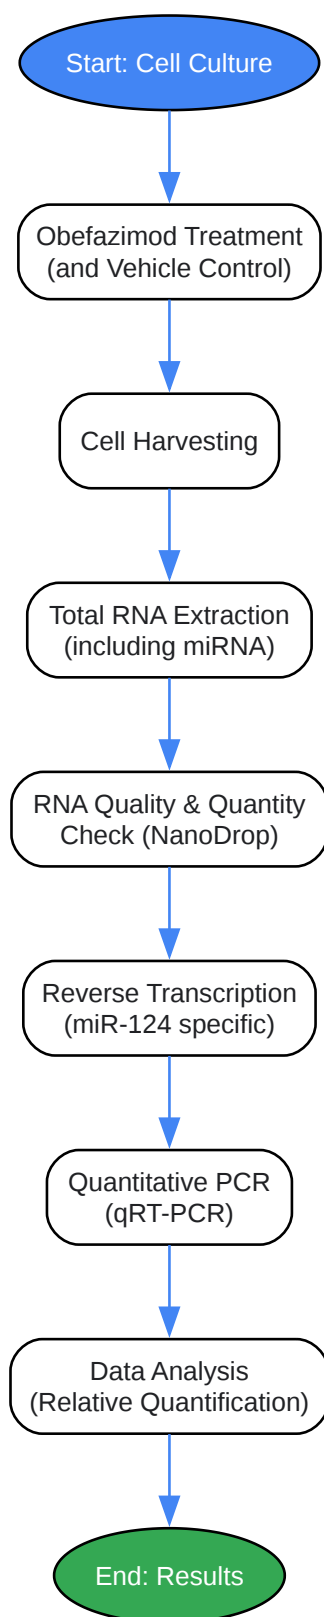 Start: Cell Culture
Obefazimod Treatment
(and Vehicle Control)
Cell Harvesting
Total RNA Extraction
(including miRNA)
RNA Quality & Quantity
Check (NanoDrop)
Reverse Transcription
(miR-124 specific)
Quantitative PCR
(qRT-PCR)
Data Analysis
(Relative Quantification)
End: Results